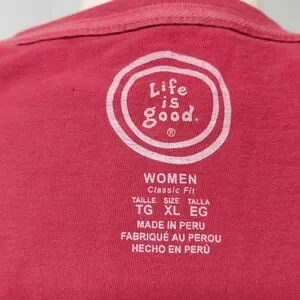 Life
is
good.
®
WOMEN
Classic Fit
TAILLE SIZE TALLA
TG XL EG
MADE IN PERU
FABRIQUÉ AU PEROU
HECHO EN PERÚ